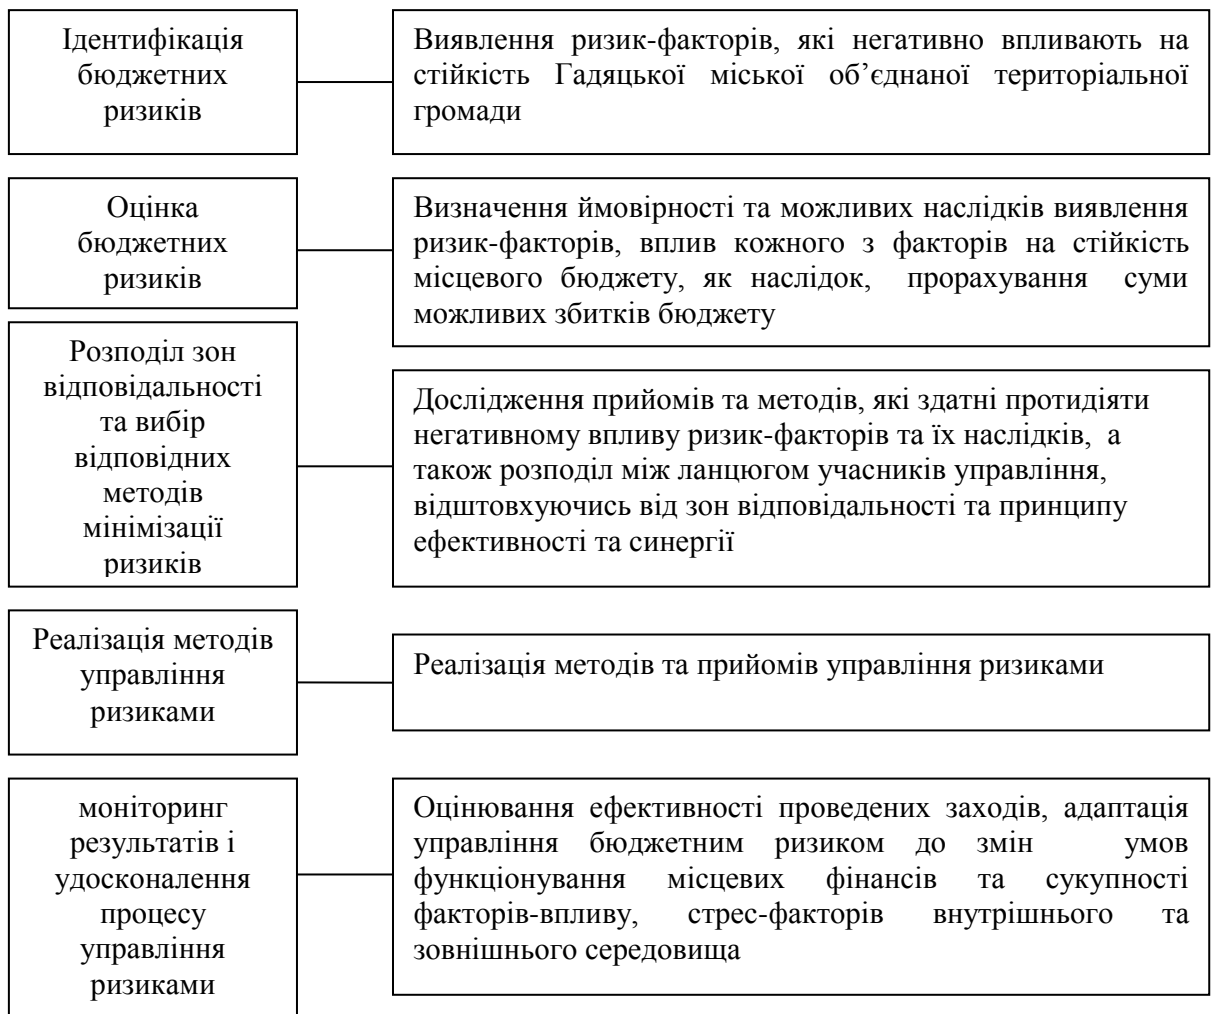 Ідентифікація
бюджетних
ризиків
Виявлення ризик-факторів, які негативно впливають на
стійкість Гадяцької міської об’єднаної територіальної
громади
Оцінка
бюджетних
ризиків
Визначення ймовірності та можливих наслідків виявлення
ризик-факторів, вплив кожного з факторів на стійкість
місцевого бюджету, як наслідок, прорахування суми
можливих збитків бюджету
Розподіл зон
відповідальності
та вибір
відповідних
методів
мінімізації
ризиків
Дослідження прийомів та методів, які здатні протидіяти
негативному впливу ризик-факторів та їх наслідків, а
також розподіл між ланцюгом учасників управління,
відштовхуючись від зон відповідальності та принципу
ефективності та синергії
Реалізація методів
управління
ризиками
Реалізація методів та прийомів управління ризиками
моніторинг
результатів і
удосконалення
процесу
управління
ризиками
Оцінювання ефективності проведених заходів, адаптація
управління бюджетним ризиком до змін умов
функціонування місцевих фінансів та сукупності
факторів-впливу, стрес-факторів внутрішнього та
зовнішнього середовища